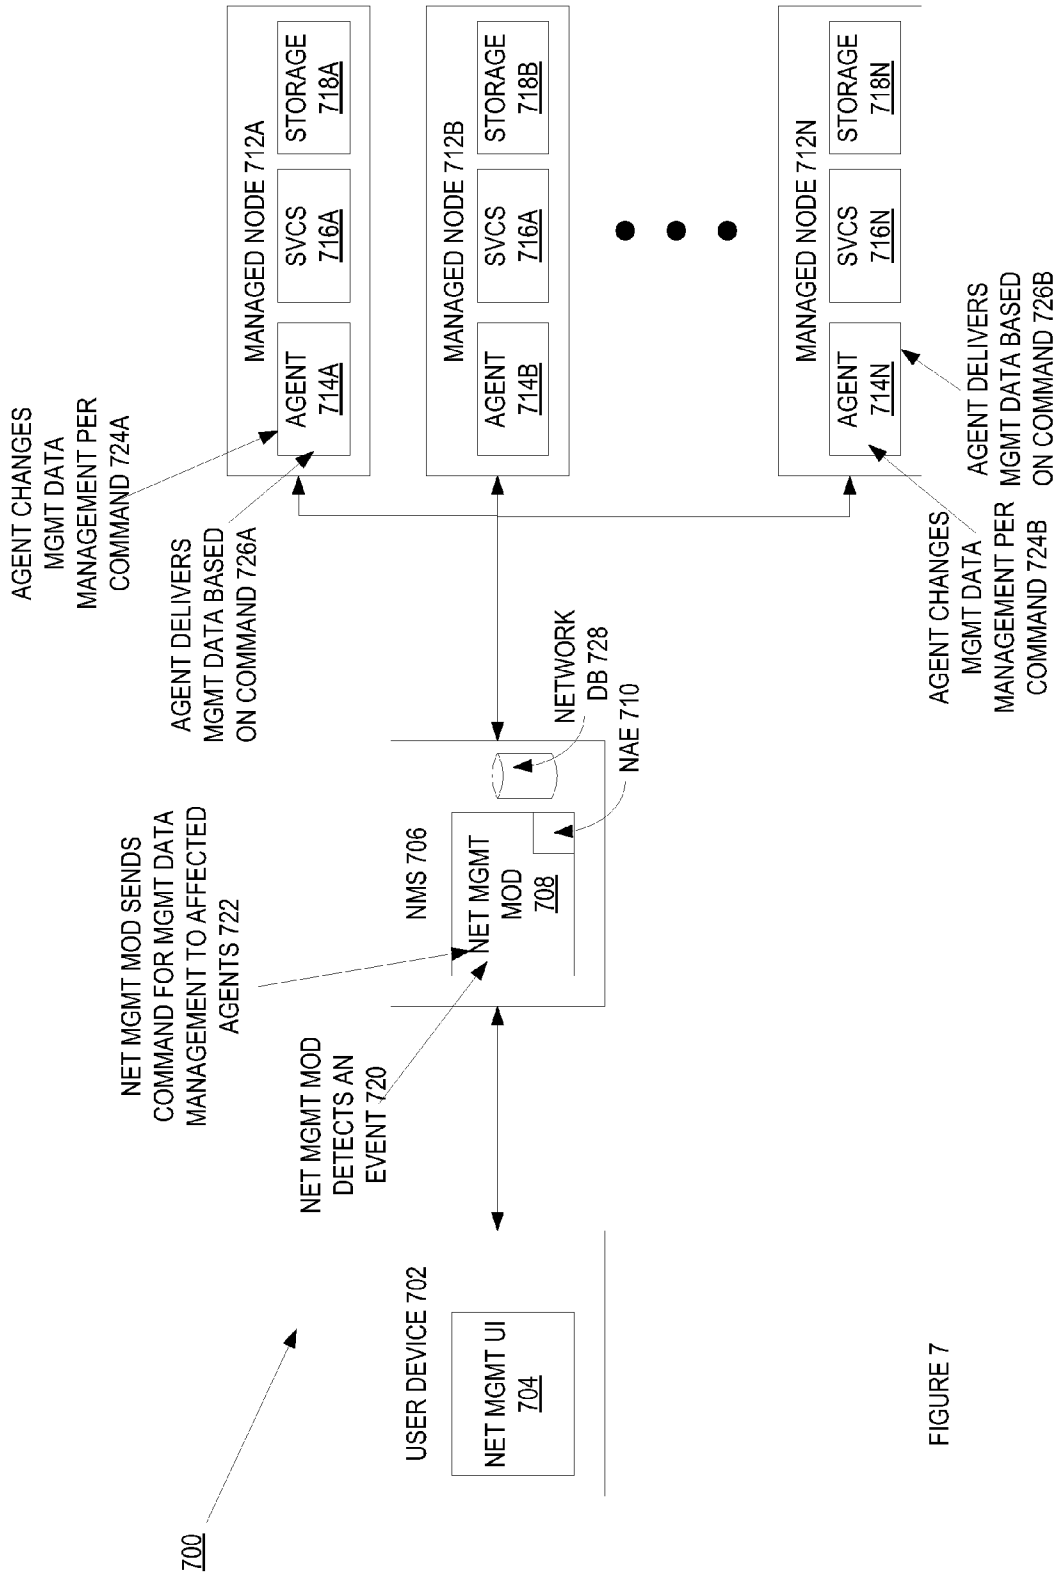 700
USER DEVICE 702
NET MGMT UI
704
NET MGMT MOD
DETECTS AN
EVENT 720
NET MGMT MOD SENDS
COMMAND FOR MGMT DATA
MANAGEMENT TO AFFECTED
AGENTS 722
NMS 706
NET MGMT
MOD
708
NETWORK
DB 728
NAE 710
AGENT CHANGES
MGMT DATA
MANAGEMENT PER
COMMAND 724A
AGENT DELIVERS
MGMT DATA BASED
ON COMMAND 726A
MANAGED NODE 712A
AGENT
714A
SVCS
716A
STORAGE
718A
MANAGED NODE 712B
AGENT
714B
SVCS
716A
STORAGE
718B
MANAGED NODE 712N
AGENT
714N
SVCS
716N
STORAGE
718N
AGENT CHANGES
MGMT DATA
MANAGEMENT PER
COMMAND 724B
AGENT DELIVERS
MGMT DATA BASED
ON COMMAND 726B
FIGURE 7